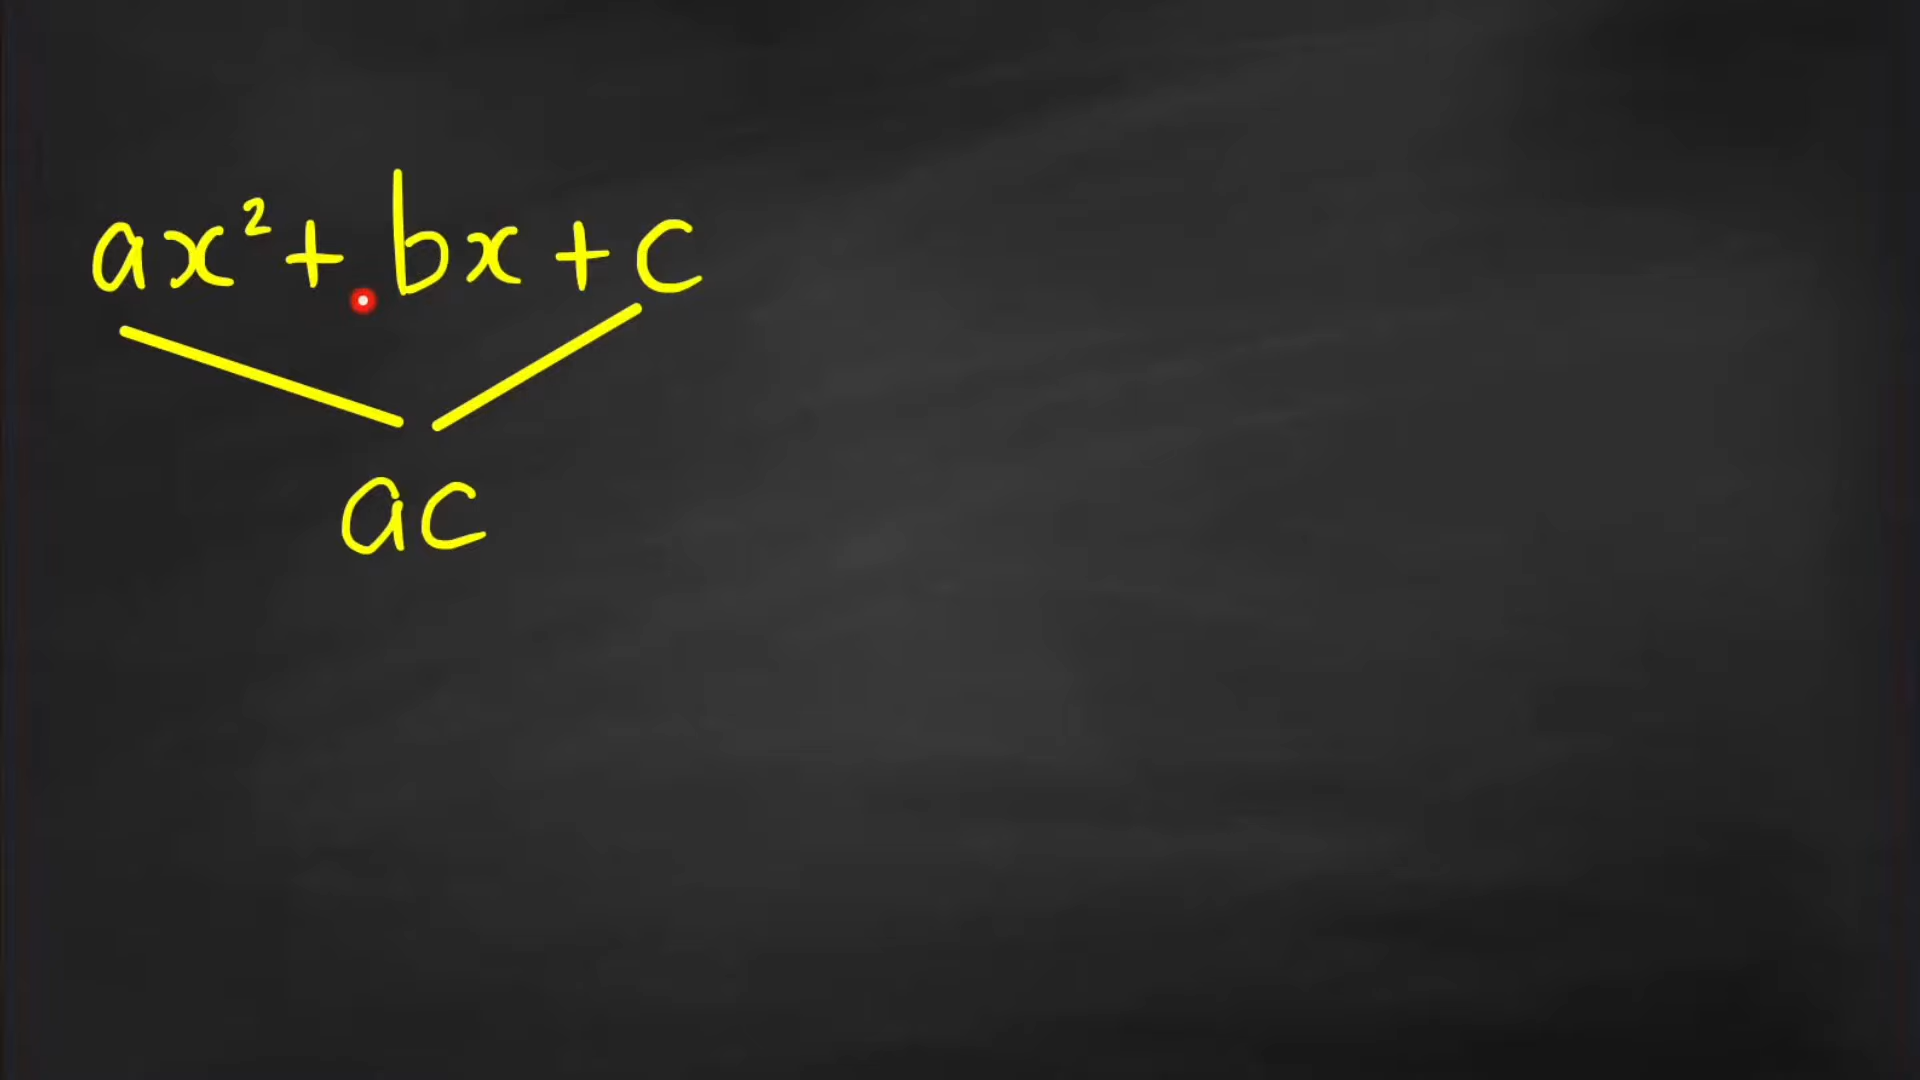 ax² + bx + c
ac